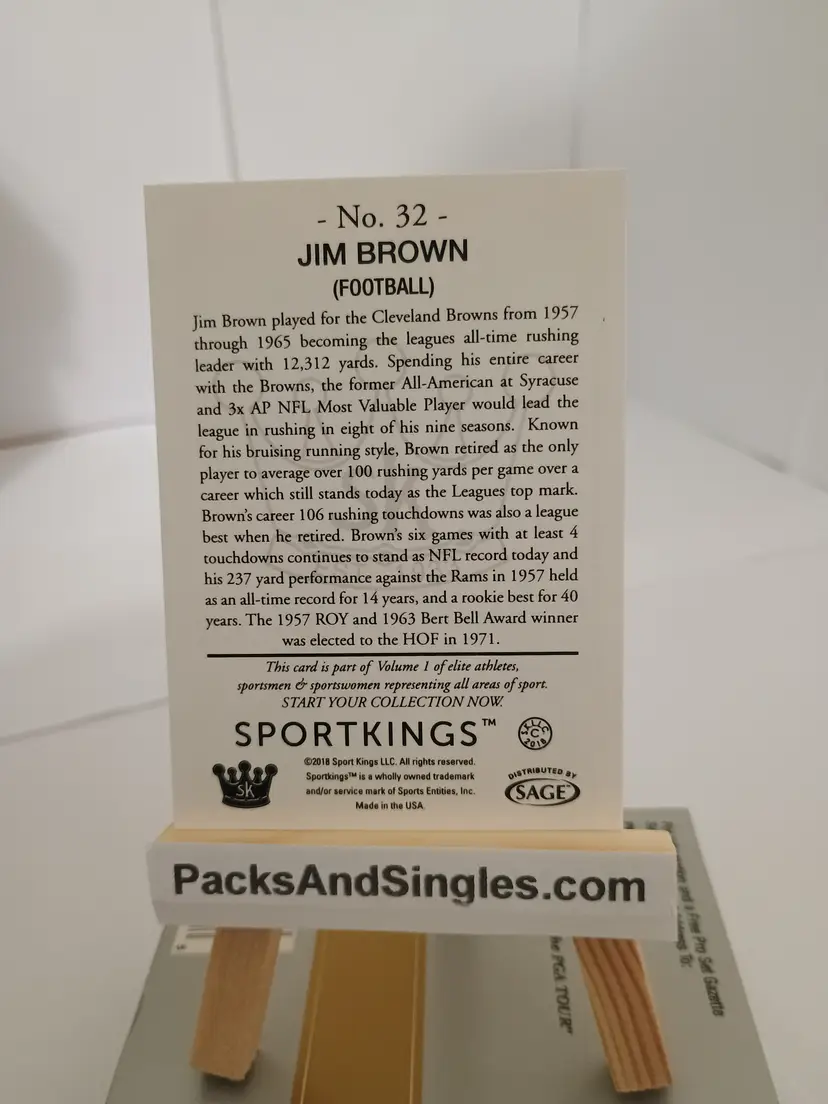 - No. 32 -
JIM BROWN
(FOOTBALL)
Jim Brown played for the Cleveland Browns from 1957
through 1965 becoming the leagues all-time rushing
leader with 12,312 yards. Spending his entire career
with the Browns, the former All-American at Syracuse
and 3x AP NFL Most Valuable Player would lead the
league in rushing in eight of his nine seasons. Known
for his bruising running style, Brown retired as the only
player to average over 100 rushing yards per game over a
career which still stands today as the Leagues top mark.
Brown's career 106 rushing touchdowns was also a league
best when he retired. Brown's six games with at least 4
touchdowns continues to stand as NFL record today and
his 237 yard performance against the Rams in 1957 held
as an all-time record for 14 years, and a rookie best for 40
years. The 1957 ROY and 1963 Bert Bell Award winner
was elected to the HOF in 1971.
This card is part of Volume 1 of elite athletes,
sportsmen & sportswomen representing all areas of sport.
START YOUR COLLECTION NOW.
SPORTKINGS™
SKLLC
C
2018
©2018 Sport Kings LLC. All rights reserved.
Sportkings™ is a wholly owned trademark
and/or service mark of Sports Entities, Inc.
Made in the USA.
SK
DISTRIBUTED BY
SAGE
PacksAndSingles.com
and a Free Pro Set Gazette
To:
he PGA TOUR®